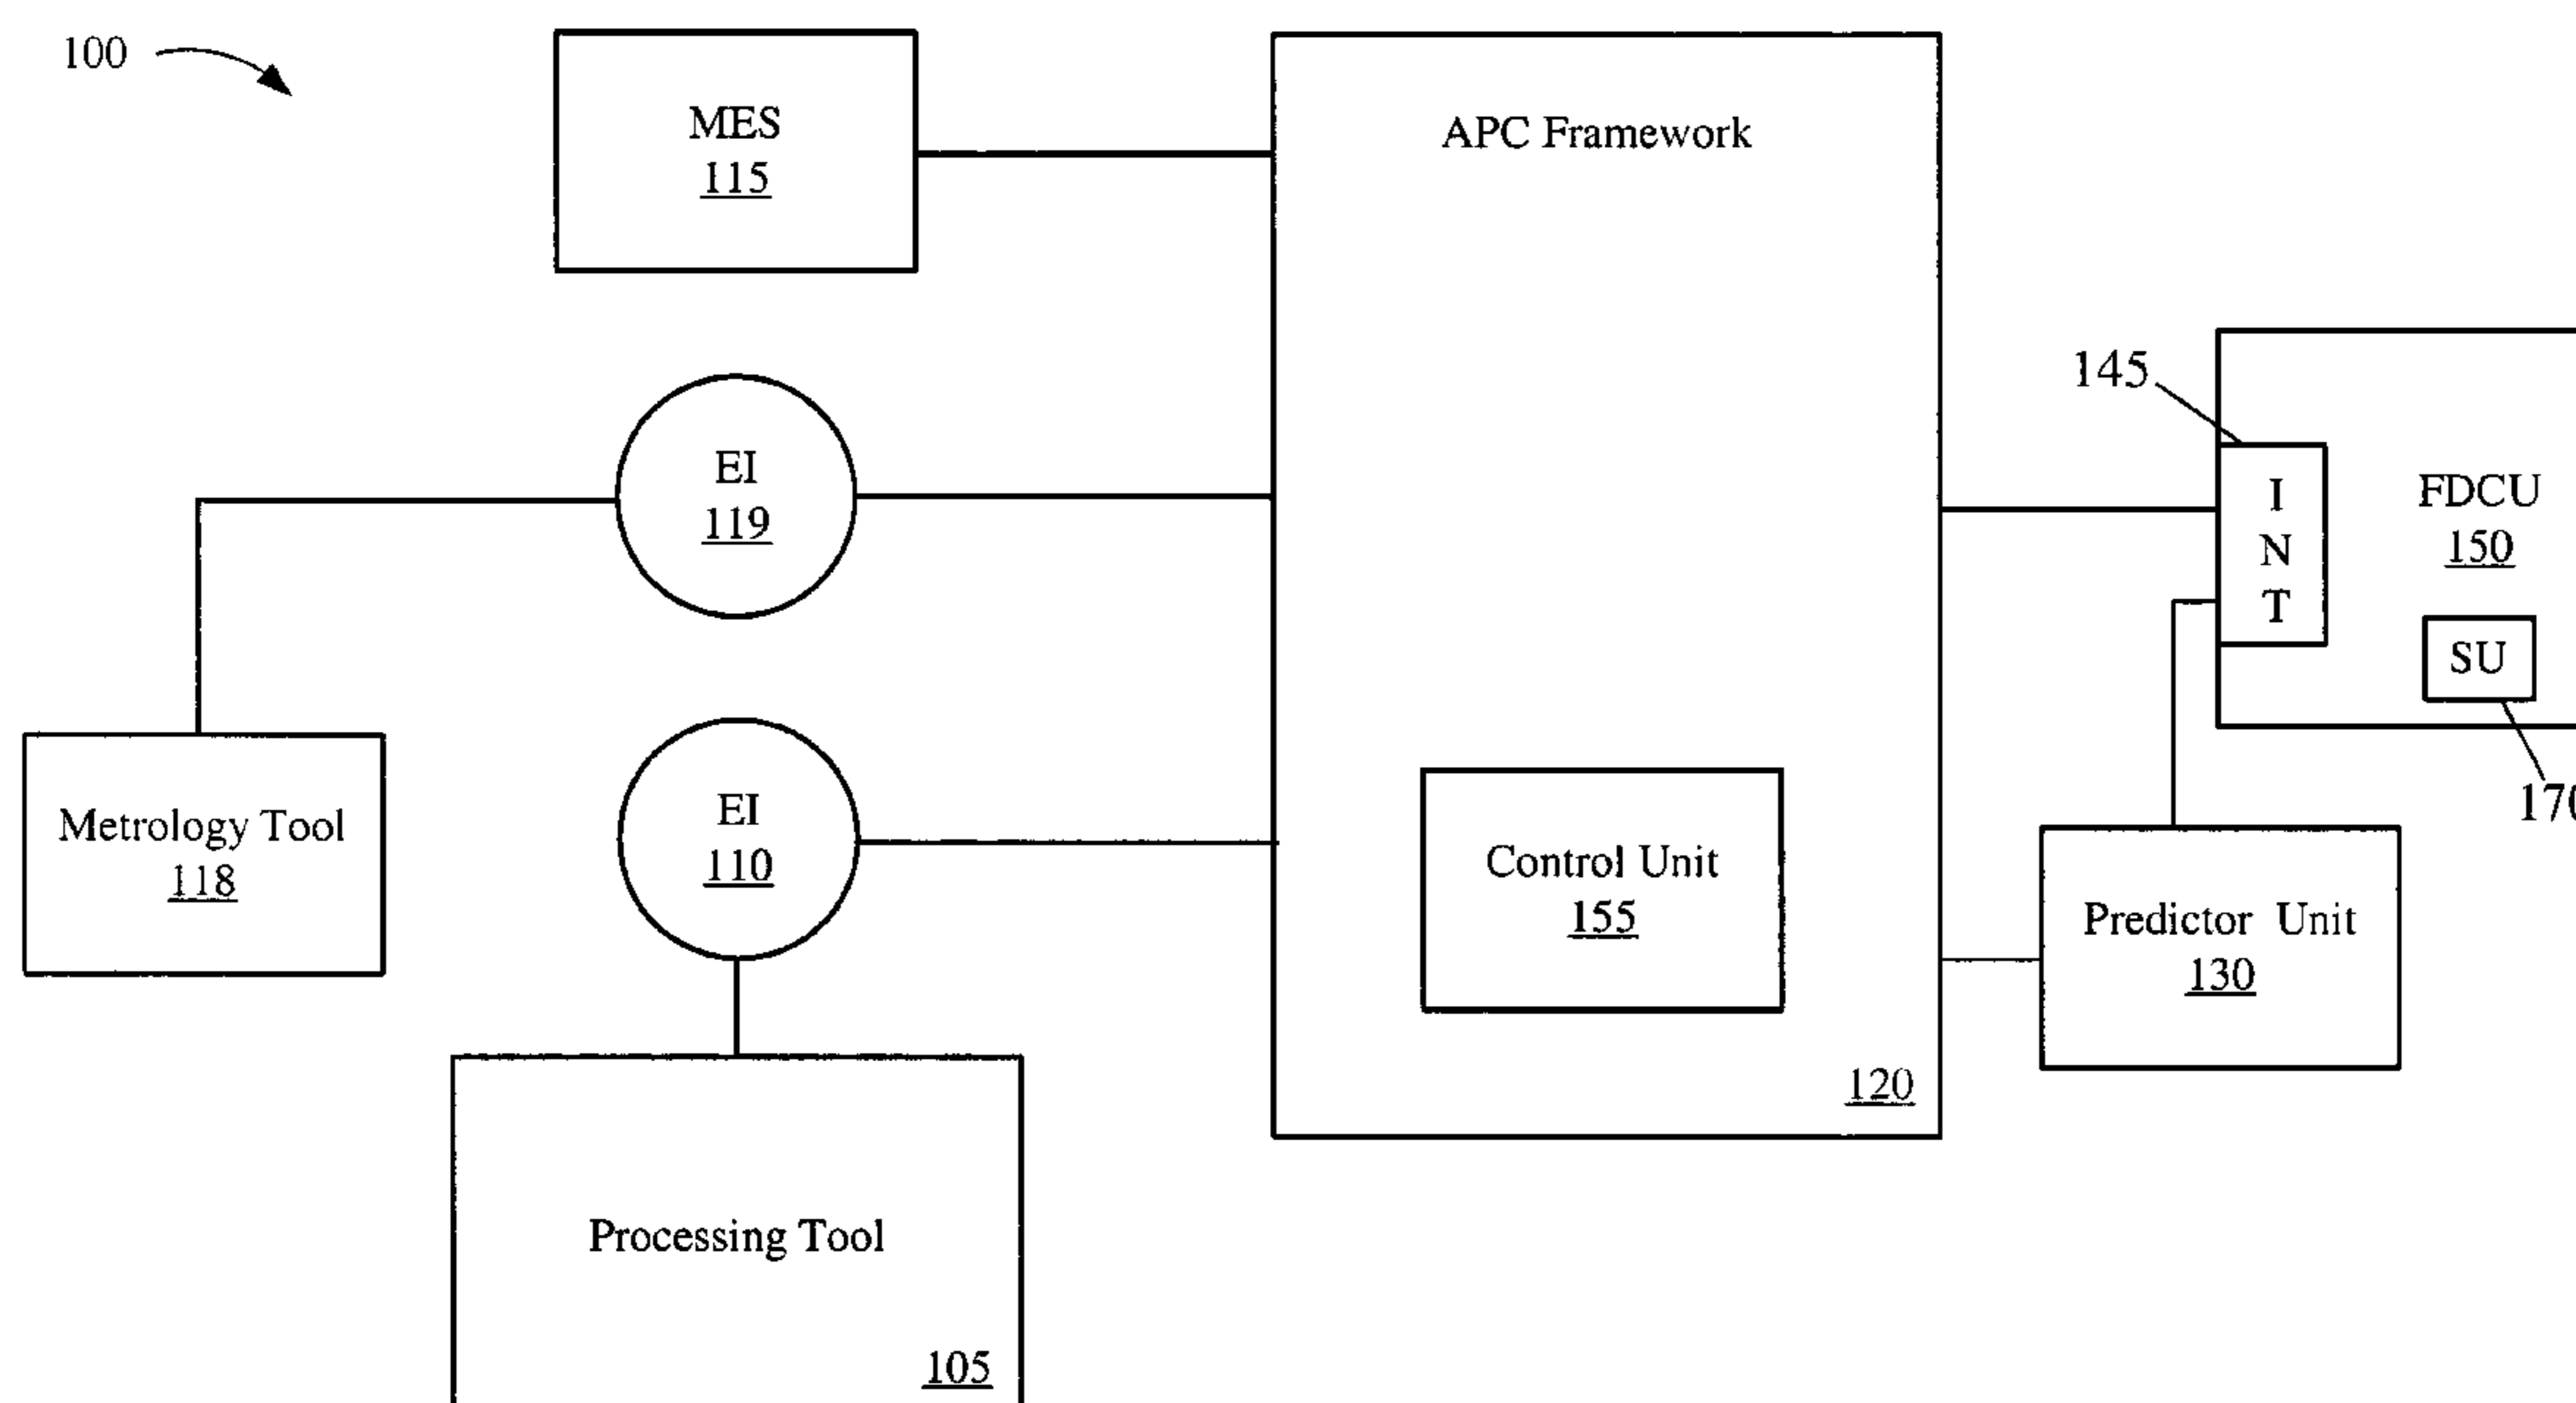 100
MES
115
APC Framework
145
EI
119
I
N
T
FDCU
150
SU
170
Metrology Tool
118
EI
110
Control Unit
155
Predictor Unit
130
120
Processing Tool
105